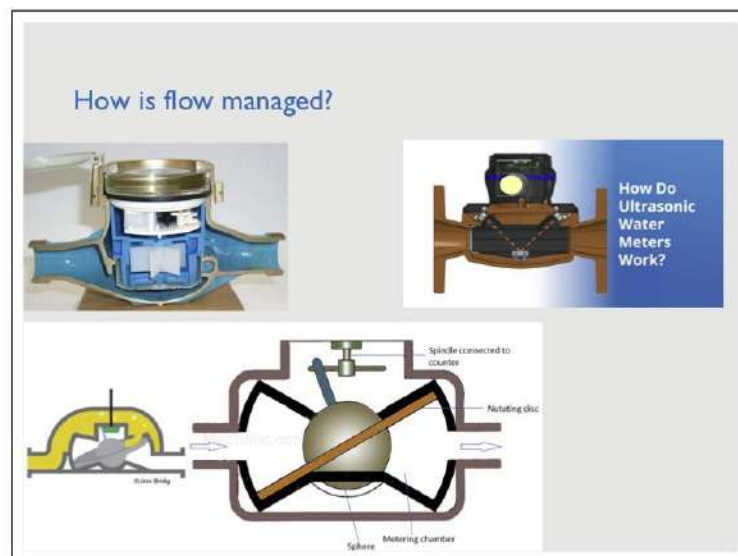 How is flow managed?
How Do
Ultrasonic
Water
Meters
Work?
Spindle connected to
counter
Nutating disc
Sphere
Metering chamber